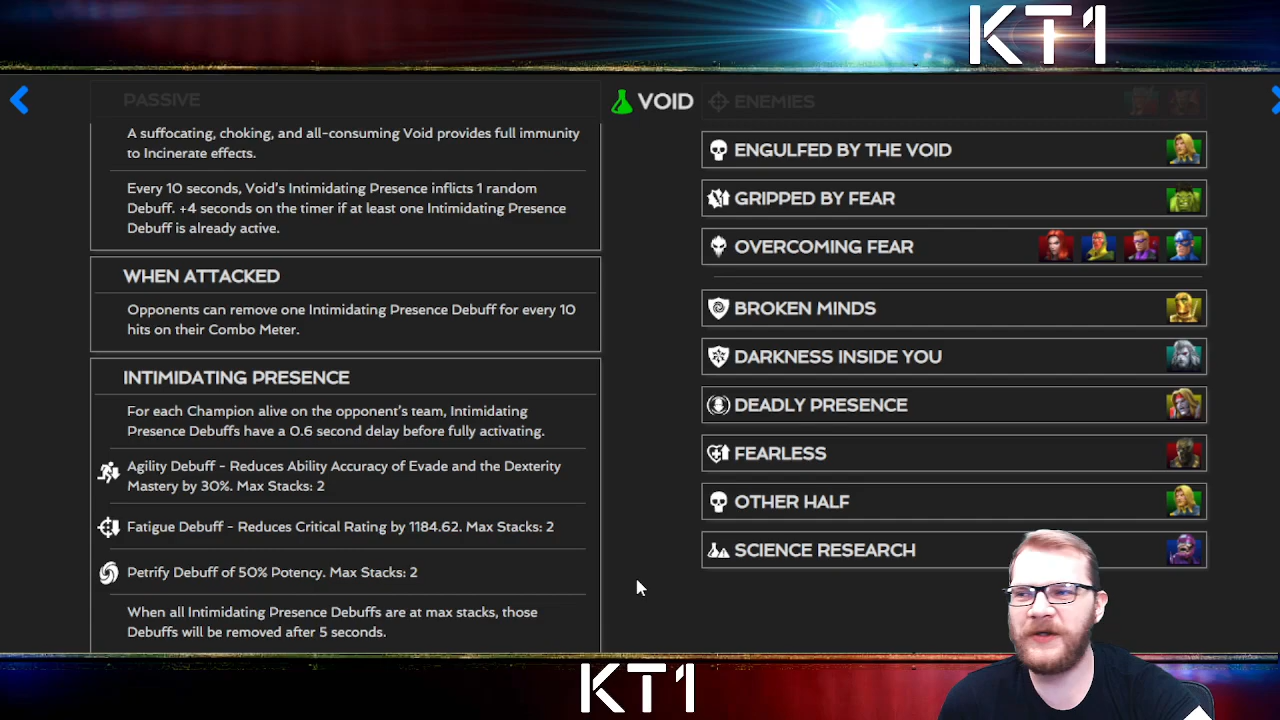 KT1
PASSIVE
A suffocating, choking, and all-consuming Void provides full immunity
to Incinerate effects.
Every 10 seconds, Void's Intimidating Presence inflicts 1 random
Debuff. +4 seconds on the timer if at least one Intimidating Presence
Debuff is already active.
WHEN ATTACKED
Opponents can remove one Intimidating Presence Debuff for every 10
hits on their Combo Meter.
INTIMIDATING PRESENCE
For each Champion alive on the opponent's team, Intimidating
Presence Debuffs have a 0.6 second delay before fully activating.
Agility Debuff - Reduces Ability Accuracy of Evade and the Dexterity
Mastery by 30%. Max Stacks: 2
Fatigue Debuff - Reduces Critical Rating by 1184.62. Max Stacks: 2
Petrify Debuff of 50% Potency. Max Stacks: 2
When all Intimidating Presence Debuffs are at max stacks, those
Debuffs will be removed after 5 seconds.
VOID
ENEMIES
ENGULFED BY THE VOID
GRIPPED BY FEAR
OVERCOMING FEAR
BROKEN MINDS
DARKNESS INSIDE YOU
DEADLY PRESENCE
FEARLESS
OTHER HALF
SCIENCE RESEARCH
KT1